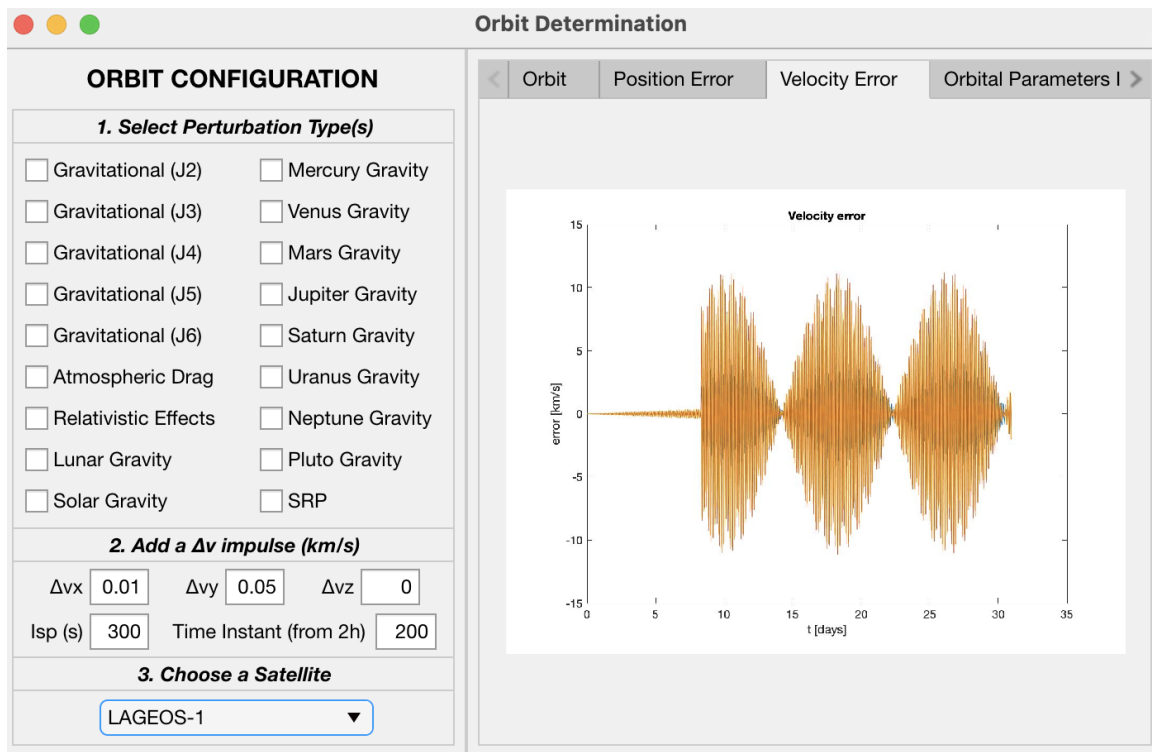 Orbit Determination
ORBIT CONFIGURATION
1. Select Perturbation Type(s)
Gravitational (J2) Mercury Gravity
Gravitational (J3) Venus Gravity
Gravitational (J4) Mars Gravity
Gravitational (J5) Jupiter Gravity
Gravitational (J6) Saturn Gravity
Atmospheric Drag Uranus Gravity
Relativistic Effects Neptune Gravity
Lunar Gravity Pluto Gravity
Solar Gravity SRP
2. Add a Δv impulse (km/s)
Δvx 0.01 Δvy 0.05 Δvz 0
Isp (s) 300 Time Instant (from 2h) 200
3. Choose a Satellite
LAGEOS-1
Orbit Position Error Velocity Error Orbital Parameters
Velocity error
15
10
5
0
-5
-10
-15
error [km/s]
0 5 10 15 20 25 30 35
t [days]